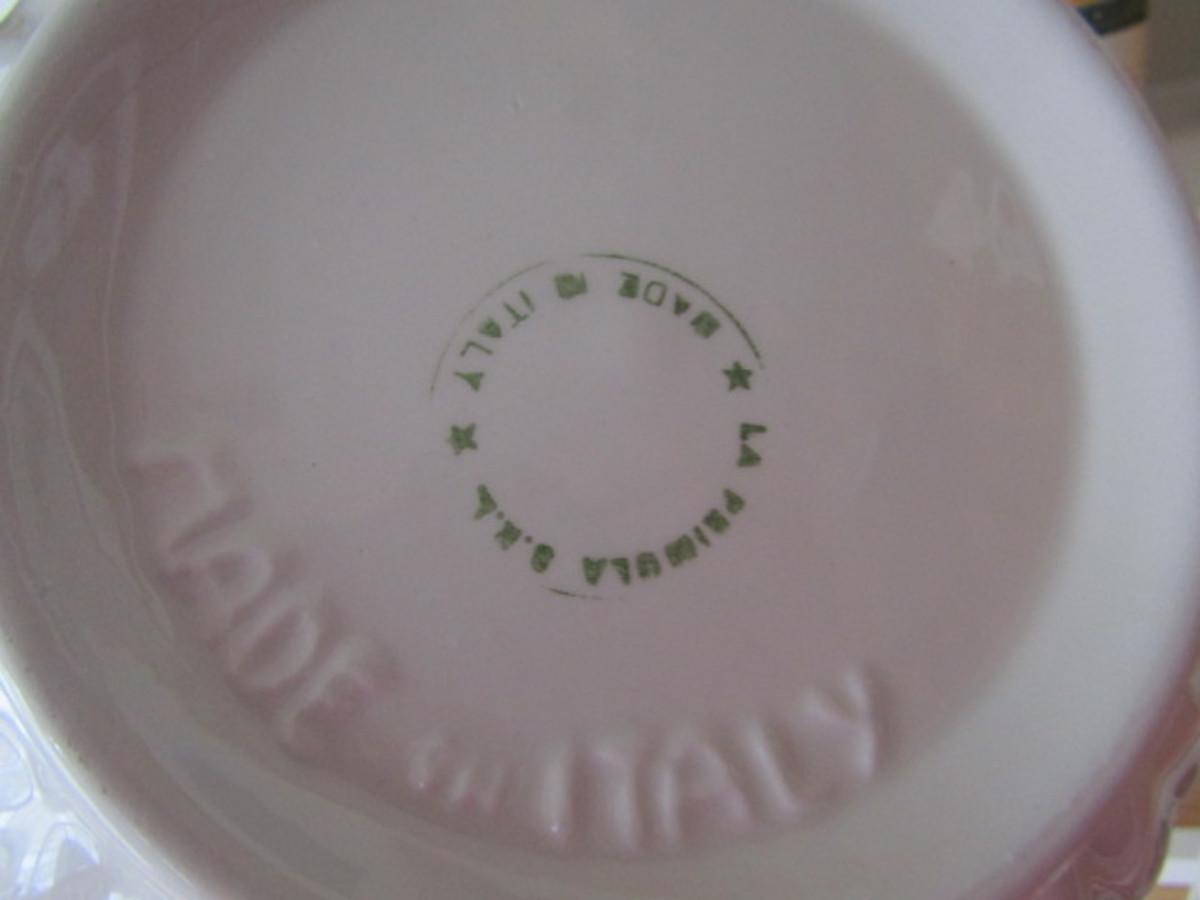 ★ MADE IN ITALY ★
LA PRIMULA S.R.L
MADE IN ITALY